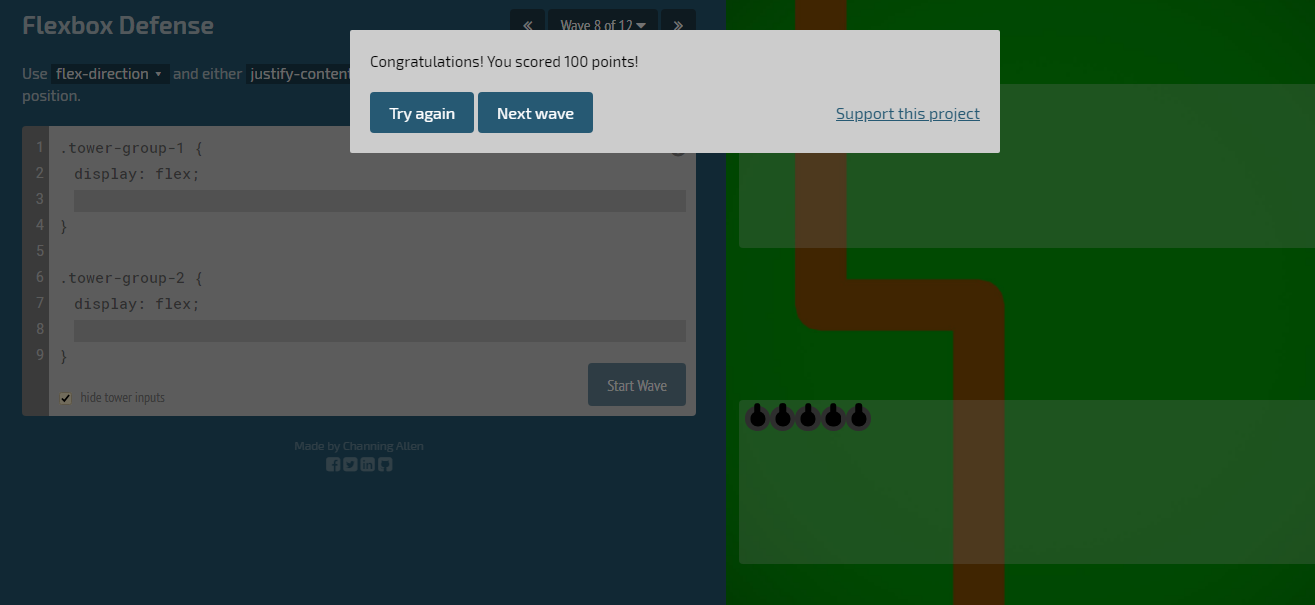 Flexbox Defense
«
Wave 8 of 12
»
Congratulations! You scored 100 points!
Try again
Next wave
Support this project
Use flex-direction and either justify-content
position.
1 .tower-group-1 {
2 display: flex;
3
4 }
5
6 .tower-group-2 {
7 display: flex;
8
9 }
hide tower inputs
Start Wave
Made by Channing Allen